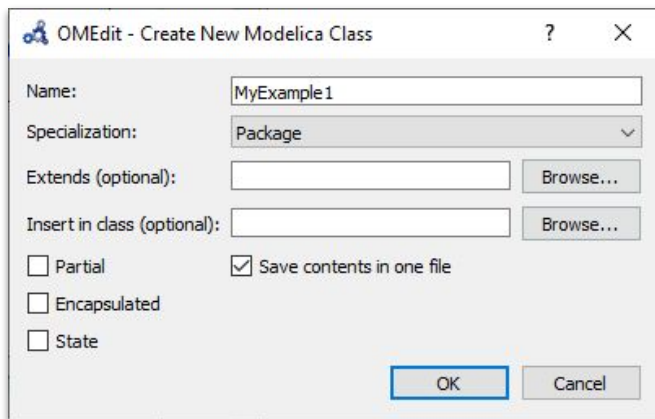 OMEdit - Create New Modelica Class ?
Name: MyExample1
Specialization: Package
Extends (optional): Browse...
Insert in class (optional): Browse...
Partial Save contents in one file
Encapsulated
State
OK Cancel